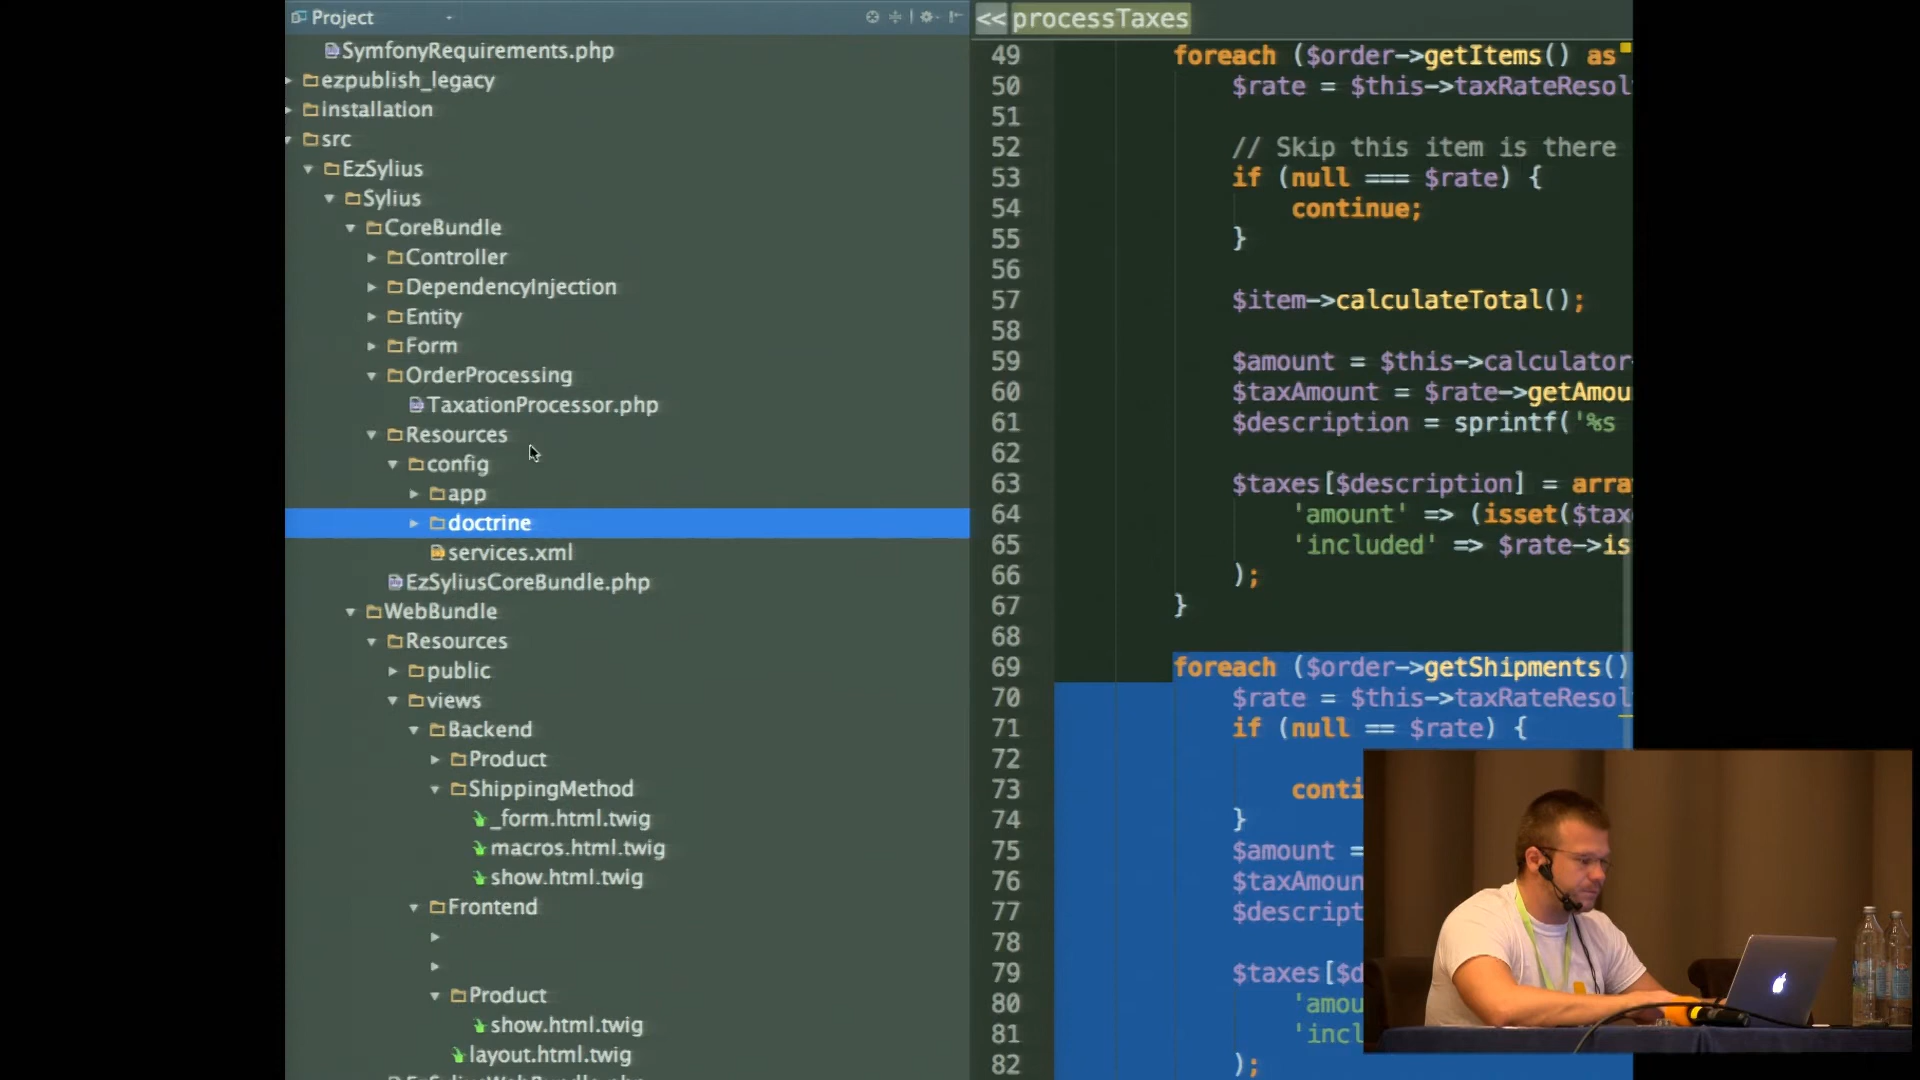 Project
SymfonyRequirements.php
ezpublish_legacy
installation
src
EzSylius
Sylius
CoreBundle
Controller
DependencyInjection
Entity
Form
OrderProcessing
TaxationProcessor.php
Resources
config
app
doctrine
services.xml
EzSyliusCoreBundle.php
WebBundle
Resources
public
views
Backend
Product
ShippingMethod
_form.html.twig
macros.html.twig
show.html.twig
Frontend
Product
show.html.twig
layout.html.twig
<< processTaxes
49 foreach ($order->getItems() as
50 $rate = $this->taxRateResol
51
52 // Skip this item is there
53 if (null === $rate) {
54 continue;
55 }
56
57 $item->calculateTotal();
58
59 $amount = $this->calculator
60 $taxAmount = $rate->getAmou
61 $description = sprintf('%s
62
63 $taxes[$description] = arra
64 'amount' => (isset($tax
65 'included' => $rate->is
66 );
67 }
68
69 foreach ($order->getShipments()
70 $rate = $this->taxRateResol
71 if (null == $rate) {
72
73 conti
74 }
75 $amount =
76 $taxAmoun
77 $descript
78
79 $taxes[$d
80 'amou
81 'incl
82 );